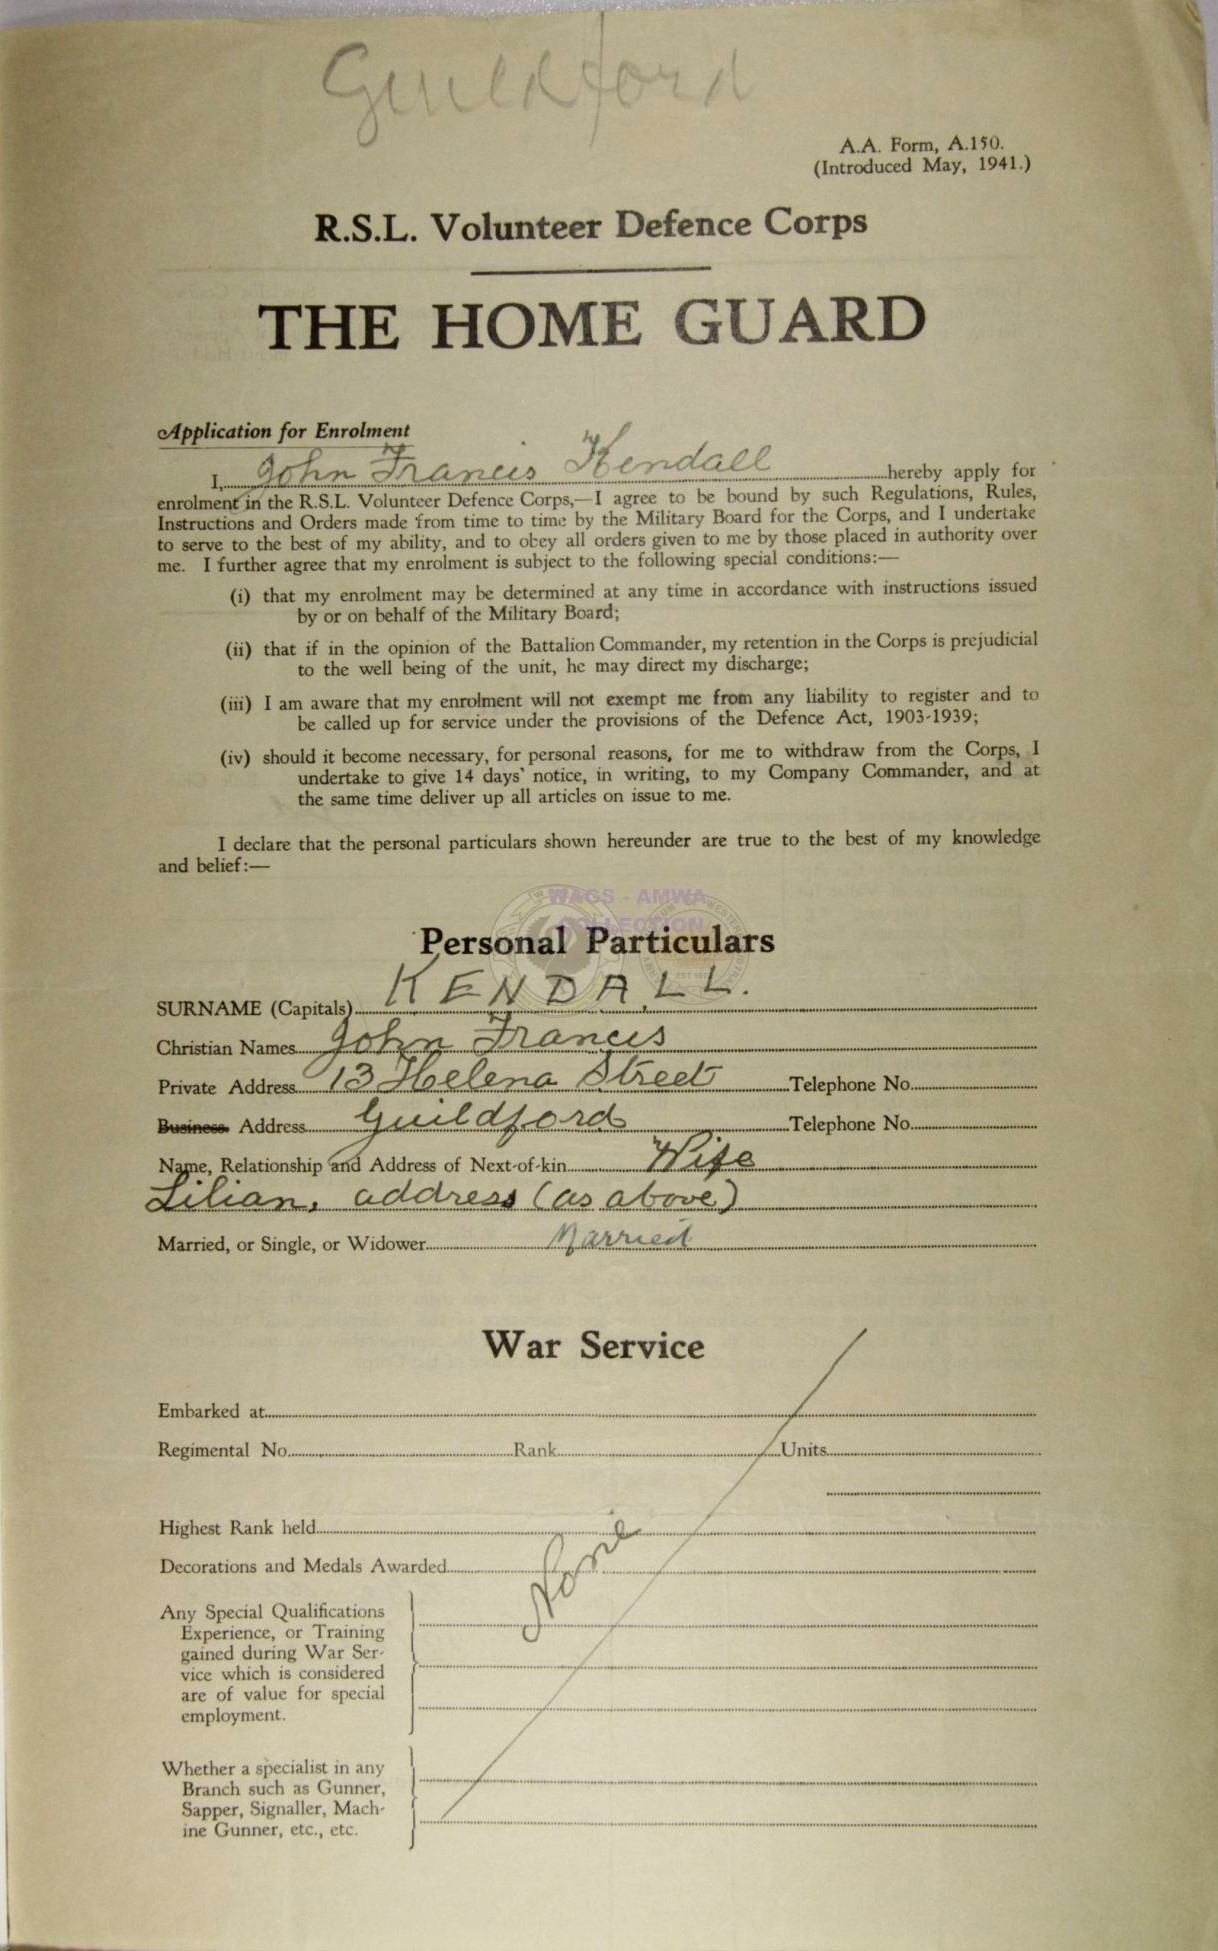 Guildford
A.A. Form, A.150.
(Introduced May, 1941.)
R.S.L. Volunteer Defence Corps
THE HOME GUARD
Application for Enrolment
I, John Francis Kendall hereby apply for
enrolment in the R.S.L. Volunteer Defence Corps,—I agree to be bound by such Regulations, Rules,
Instructions and Orders made from time to time by the Military Board for the Corps, and I undertake
to serve to the best of my ability, and to obey all orders given to me by those placed in authority over
me. I further agree that my enrolment is subject to the following special conditions:—
(i) that my enrolment may be determined at any time in accordance with instructions issued
by or on behalf of the Military Board;
(ii) that if in the opinion of the Battalion Commander, my retention in the Corps is prejudicial
to the well being of the unit, he may direct my discharge;
(iii) I am aware that my enrolment will not exempt me from any liability to register and to
be called up for service under the provisions of the Defence Act, 1903-1939;
(iv) should it become necessary, for personal reasons, for me to withdraw from the Corps, I
undertake to give 14 days' notice, in writing, to my Company Commander, and at
the same time deliver up all articles on issue to me.
I declare that the personal particulars shown hereunder are true to the best of my knowledge
and belief:—
WAGS - AMWA
COLLECTION
Personal Particulars
SURNAME (Capitals) KENDALL.
Christian Names John Francis
Private Address 13 Helena Street Telephone No.
Business Address Guildford Telephone No.
Name, Relationship and Address of Next-of-kin Wife
Lilian, address (as above)
Married, or Single, or Widower Married
War Service
Embarked at
Regimental No. Rank Units
Highest Rank held
Decorations and Medals Awarded
None
Any Special Qualifications
Experience, or Training
gained during War Ser-
vice which is considered
are of value for special
employment.
Whether a specialist in any
Branch such as Gunner,
Sapper, Signaller, Mach-
ine Gunner, etc., etc.